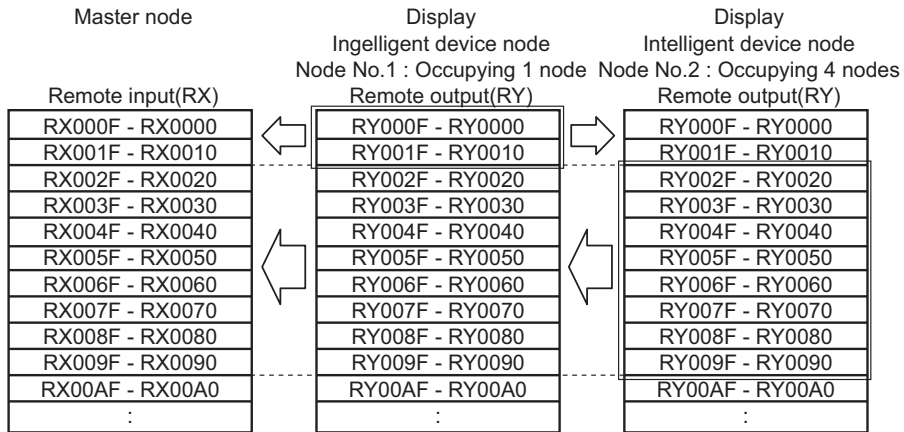 Master node Display Display
Ingelligent device node Intelligent device node
Node No.1 : Occupying 1 node Node No.2 : Occupying 4 nodes
Remote input(RX) Remote output(RY) Remote output(RY)
RX000F - RX0000 RY000F - RY0000 RY000F - RY0000
RX001F - RX0010 RY001F - RY0010 RY001F - RY0010
RX002F - RX0020 RY002F - RY0020 RY002F - RY0020
RX003F - RX0030 RY003F - RY0030 RY003F - RY0030
RX004F - RX0040 RY004F - RY0040 RY004F - RY0040
RX005F - RX0050 RY005F - RY0050 RY005F - RY0050
RX006F - RX0060 RY006F - RY0060 RY006F - RY0060
RX007F - RX0070 RY007F - RY0070 RY007F - RY0070
RX008F - RX0080 RY008F - RY0080 RY008F - RY0080
RX009F - RX0090 RY009F - RY0090 RY009F - RY0090
RX00AF - RX00A0 RY00AF - RY00A0 RY00AF - RY00A0
: : :